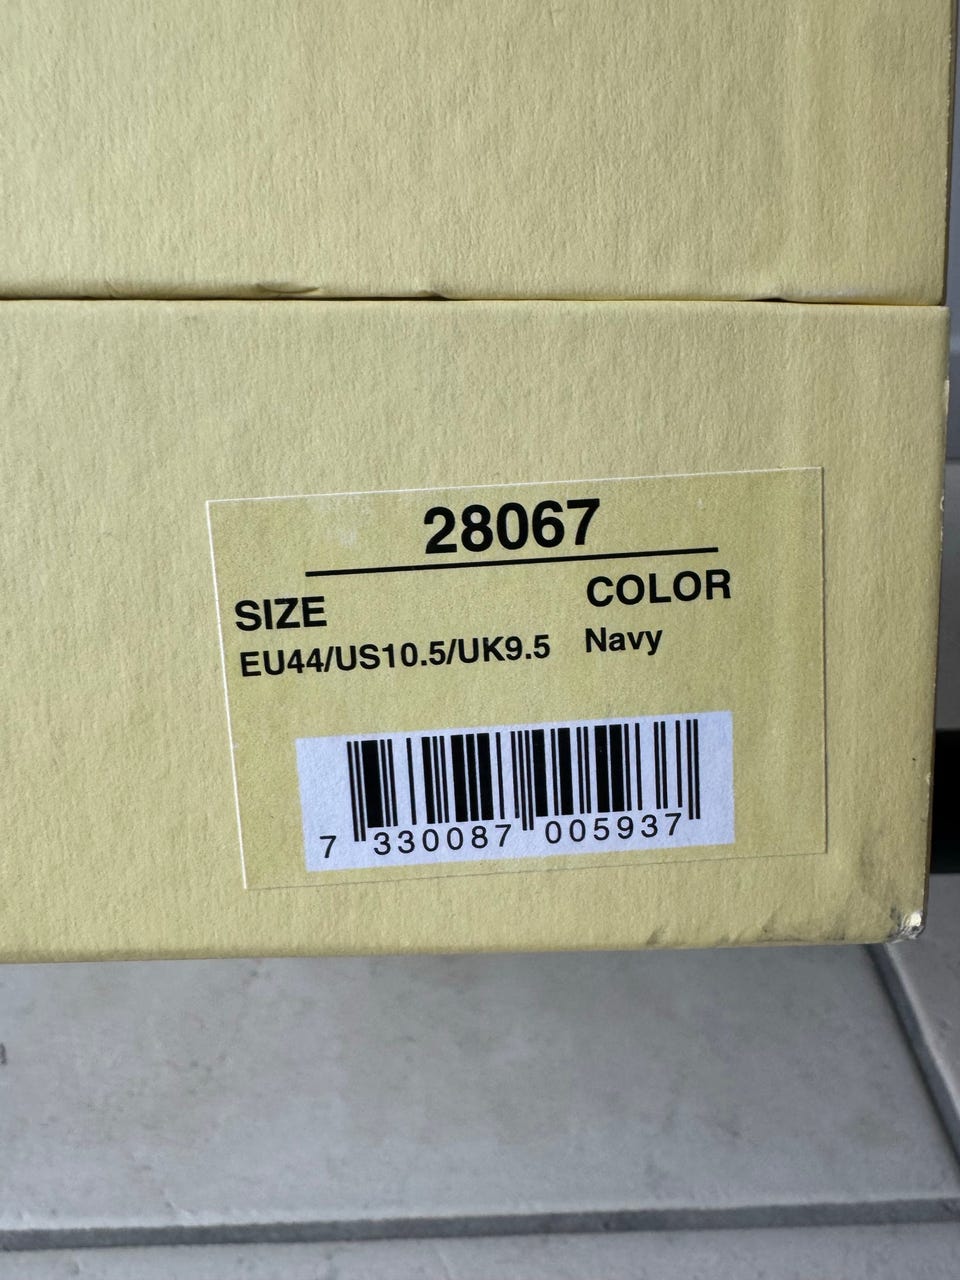 28067
SIZE COLOR
EU44/US10.5/UK9.5 Navy
7 330087 005937